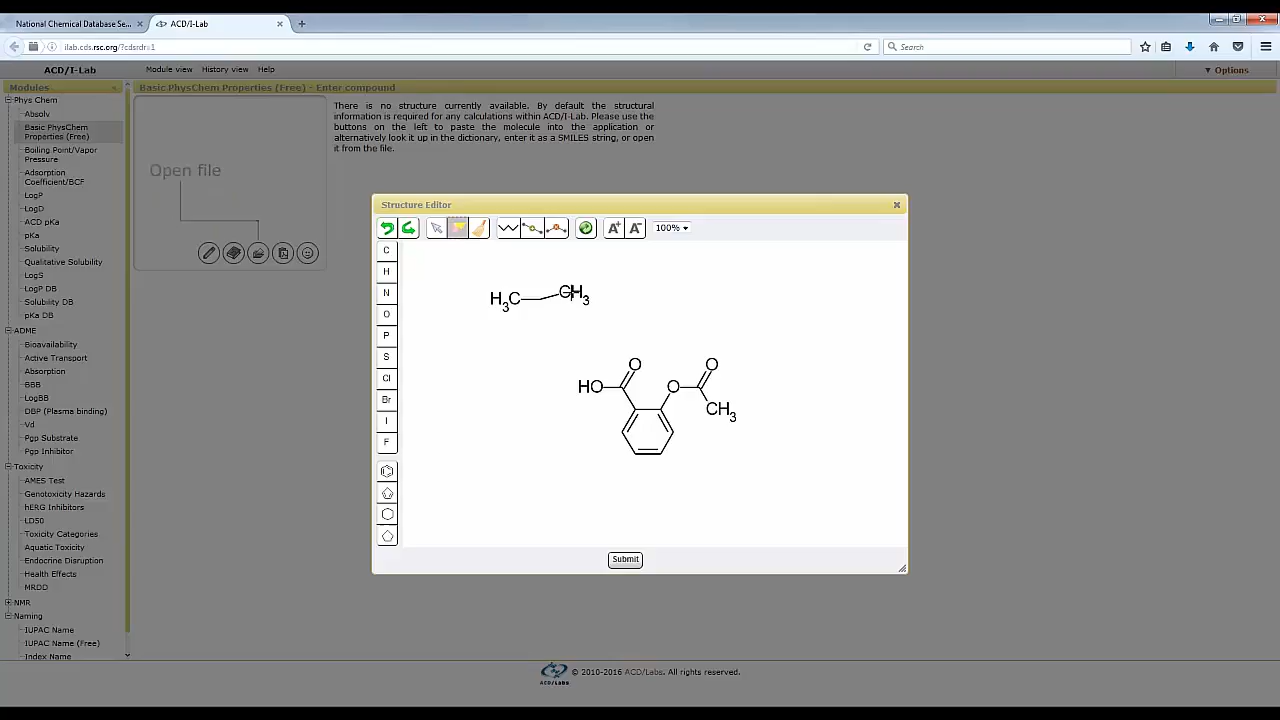 National Chemical Database Se...
ACD/I-Lab
ilab.cds.rsc.org/?cdsrdr=1
Search
ACD/I-Lab
Module view
History view
Help
▼ Options
Modules
Basic PhysChem Properties (Free) - Enter compound
Phys Chem
Absolv
Basic PhysChem
Properties (Free)
Boiling Point/Vapor
Pressure
Adsorption
Coefficient/BCF
LogP
LogD
ACD pKa
pKa
Solubility
Qualitative Solubility
LogS
LogP DB
Solubility DB
pKa DB
ADME
Bioavailability
Active Transport
Absorption
BBB
LogBB
DBP (Plasma binding)
Vd
Pgp Substrate
Pgp Inhibitor
Toxicity
AMES Test
Genotoxicity Hazards
hERG Inhibitors
LD50
Toxicity Categories
Aquatic Toxicity
Endocrine Disruption
Health Effects
MRDD
NMR
Naming
IUPAC Name
IUPAC Name (Free)
Index Name
Open file
There is no structure currently available. By default the structural
information is required for any calculations within ACD/I-Lab. Please use the
buttons on the left to paste the molecule into the application or
alternatively look it up in the dictionary, enter it as a SMILES string, or open
it from the file.
Structure Editor
A+
A-
100%
C
H
N
O
P
S
Cl
Br
I
F
H3C
CH3
O
O
HO
O
CH3
Submit
ACD/LABS
© 2010-2016 ACD/Labs. All rights reserved.